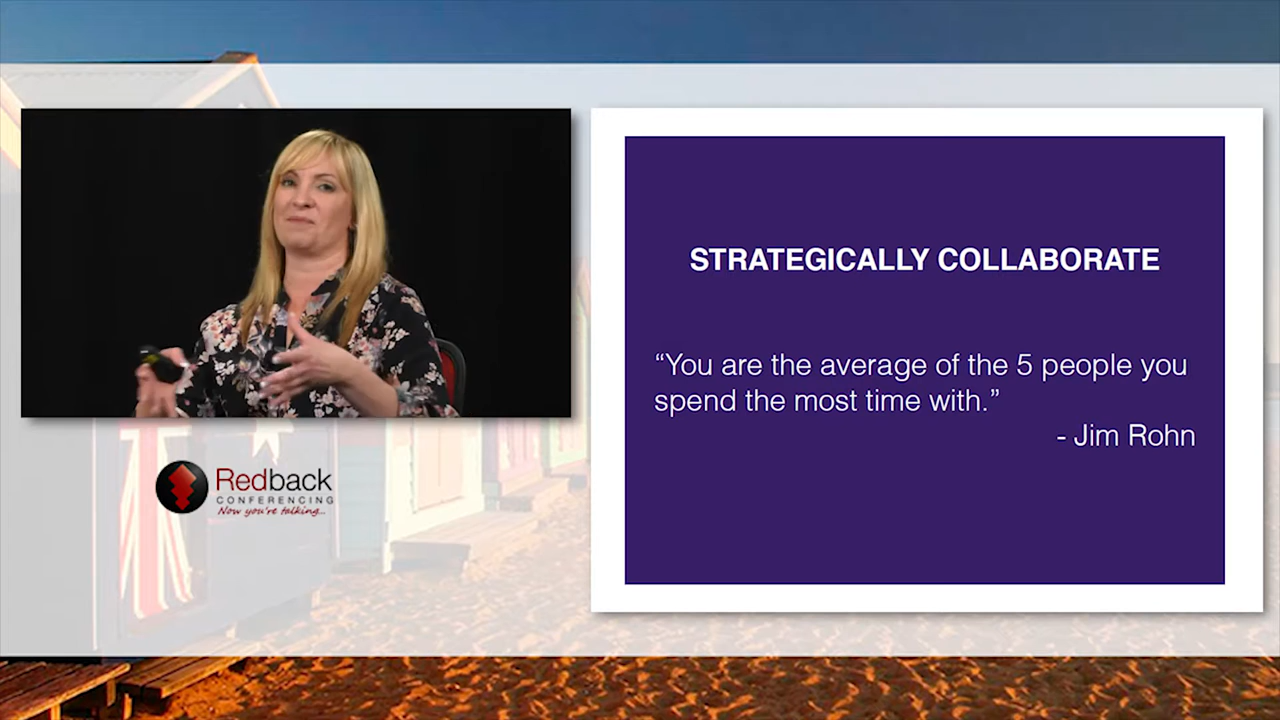 Redback
CONFERENCING
Now you're talking...
STRATEGICALLY COLLABORATE
“You are the average of the 5 people you
spend the most time with.”
- Jim Rohn